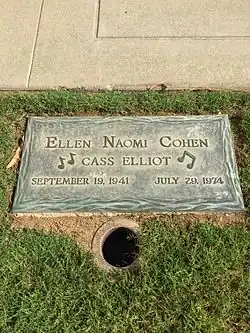 Ellen Naomi Cohen
CASS ELLIOT
SEPTEMBER 19, 1941 JULY 29, 1974